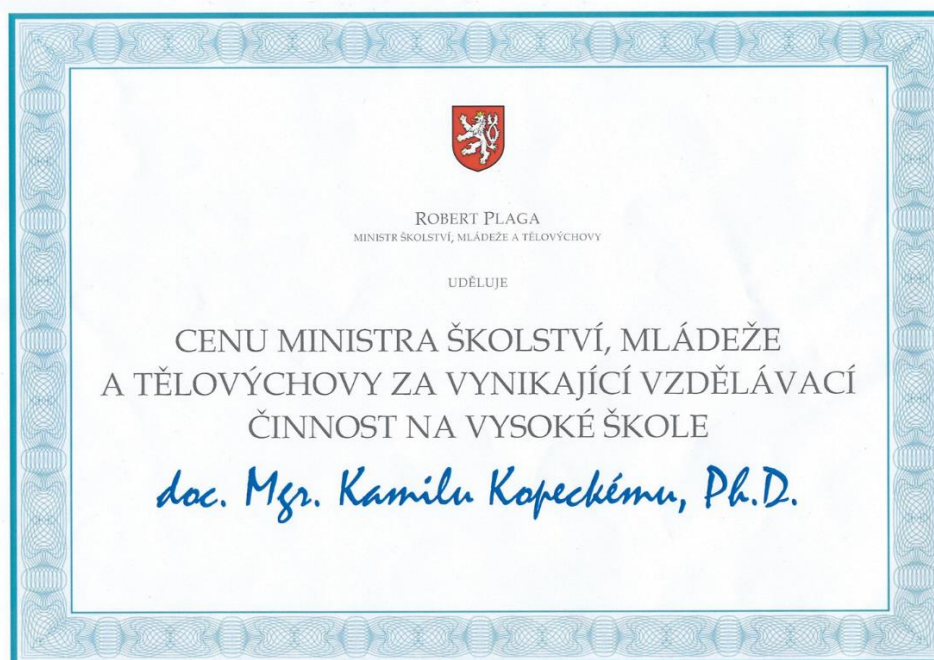 ROBERT PLAGA
MINISTR ŠKOLSTVÍ, MLÁDEŽE A TĚLOVÝCHOVY
UDĚLUJE
CENU MINISTRA ŠKOLSTVÍ, MLÁDEŽE
A TĚLOVÝCHOVY ZA VYNIKAJÍCÍ VZDĚLÁVACÍ
ČINNOST NA VYSOKÉ ŠKOLE
doc. Mgr. Kamilu Kopeckému, Ph.D.